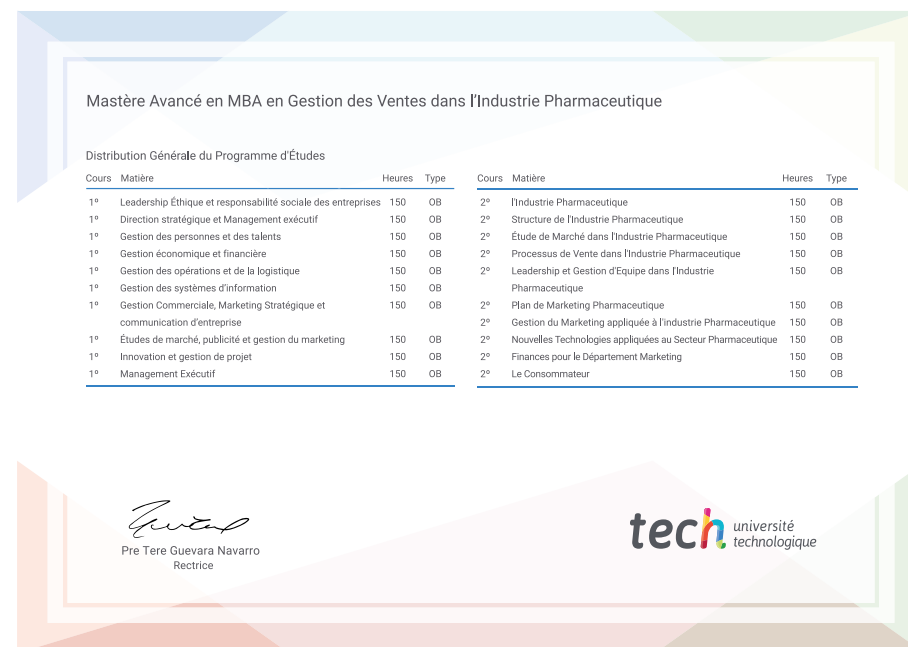 Mastère Avancé en MBA en Gestion des Ventes dans l'Industrie Pharmaceutique
Distribution Générale du Programme d'Études
Cours Matière Heures Type
1º Leadership Éthique et responsabilité sociale des entreprises 150 OB
1º Direction stratégique et Management exécutif 150 OB
1º Gestion des personnes et des talents 150 OB
1º Gestion économique et financière 150 OB
1º Gestion des opérations et de la logistique 150 OB
1º Gestion des systèmes d'information 150 OB
1º Gestion Commerciale, Marketing Stratégique et 150 OB
communication d'entreprise
1º Études de marché, publicité et gestion du marketing 150 OB
1º Innovation et gestion de projet 150 OB
1º Management Exécutif 150 OB
Cours Matière Heures Type
2º l'Industrie Pharmaceutique 150 OB
2º Structure de l'Industrie Pharmaceutique 150 OB
2º Étude de Marché dans l'Industrie Pharmaceutique 150 OB
2º Processus de Vente dans l'Industrie Pharmaceutique 150 OB
2º Leadership et Gestion d'Equipe dans l'Industrie 150 OB
Pharmaceutique
2º Plan de Marketing Pharmaceutique 150 OB
2º Gestion du Marketing appliquée à l'industrie Pharmaceutique 150 OB
2º Nouvelles Technologies appliquées au Secteur Pharmaceutique 150 OB
2º Finances pour le Département Marketing 150 OB
2º Le Consommateur 150 OB
Pre Tere Guevara Navarro
Rectrice
tech université
technologique